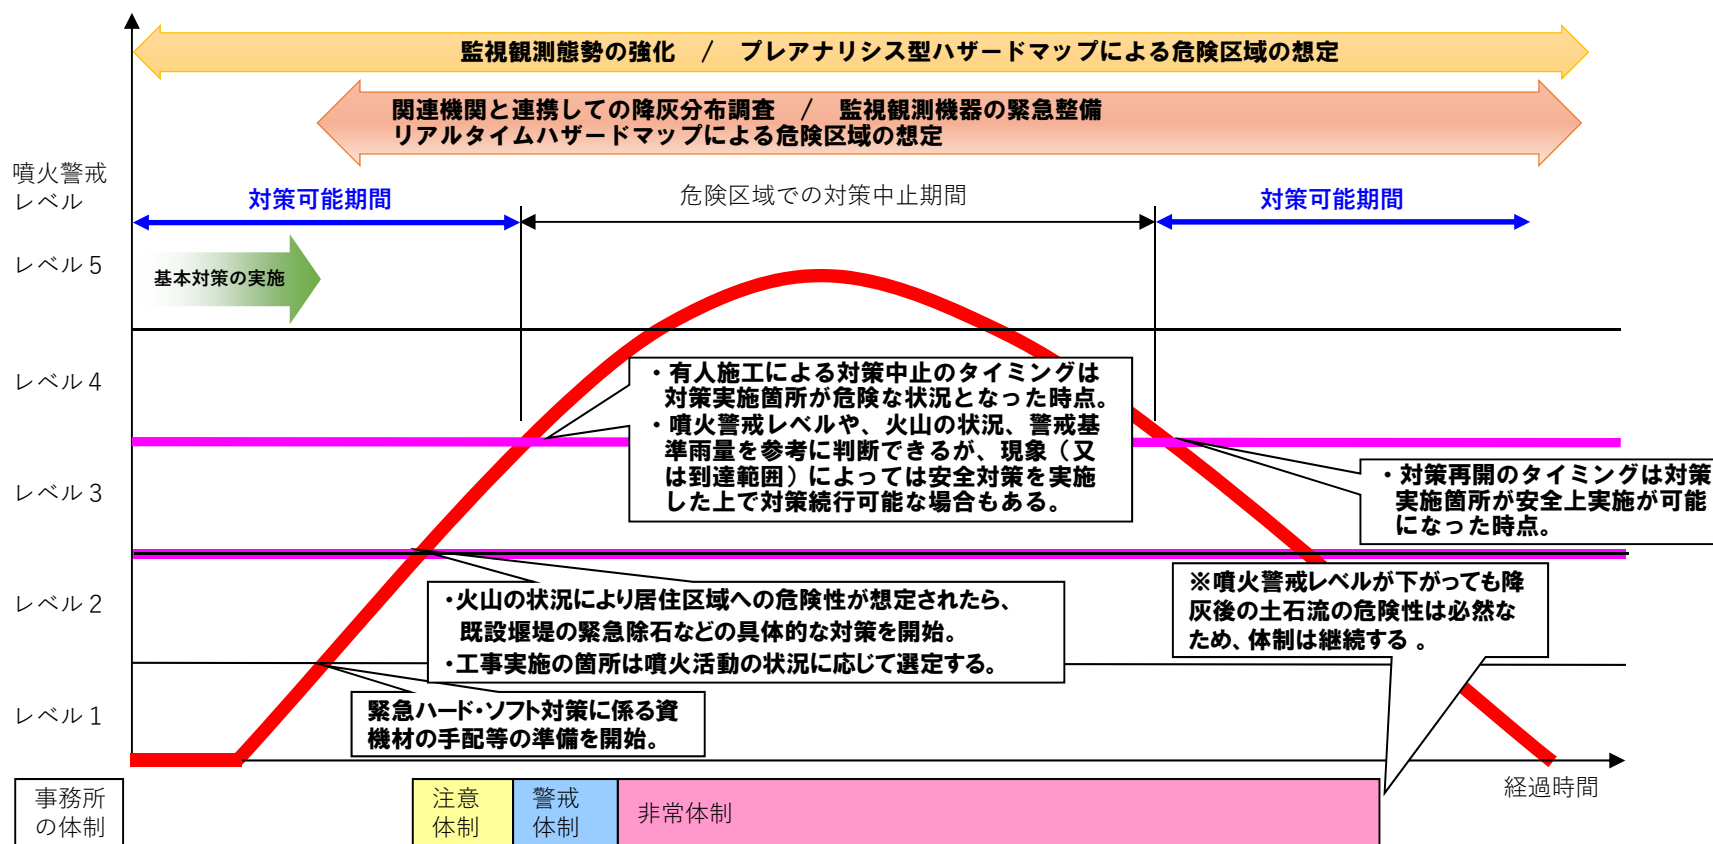 監視観測態勢の強化　/　プレアナリシス型ハザードマップによる危険区域の想定
関連機関と連携しての降灰分布調査　/　監視観測機器の緊急整備
リアルタイムハザードマップによる危険区域の想定
噴火警戒
レベル
対策可能期間
危険区域での対策中止期間
対策可能期間
レベル5
基本対策の実施
レベル4
・有人施工による対策中止のタイミングは
対策実施箇所が危険な状況となった時点。
・噴火警戒レベルや、火山の状況、警戒基
準雨量を参考に判断できるが、現象（又
は到達範囲）によっては安全対策を実施
した上で対策続行可能な場合もある。
・対策再開のタイミングは対策
実施箇所が安全上実施が可能
になった時点。
レベル3
レベル2
・火山の状況により居住区域への危険性が想定されたら、
既設堰堤の緊急除石などの具体的な対策を開始。
・工事実施の箇所は噴火活動の状況に応じて選定する。
※噴火警戒レベルが下がっても降
灰後の土石流の危険性は必然な
ため、体制は継続する 。
レベル1
緊急ハード・ソフト対策に係る資
機材の手配等の準備を開始。
経過時間
事務所
の体制
注意
体制
警戒
体制
非常体制